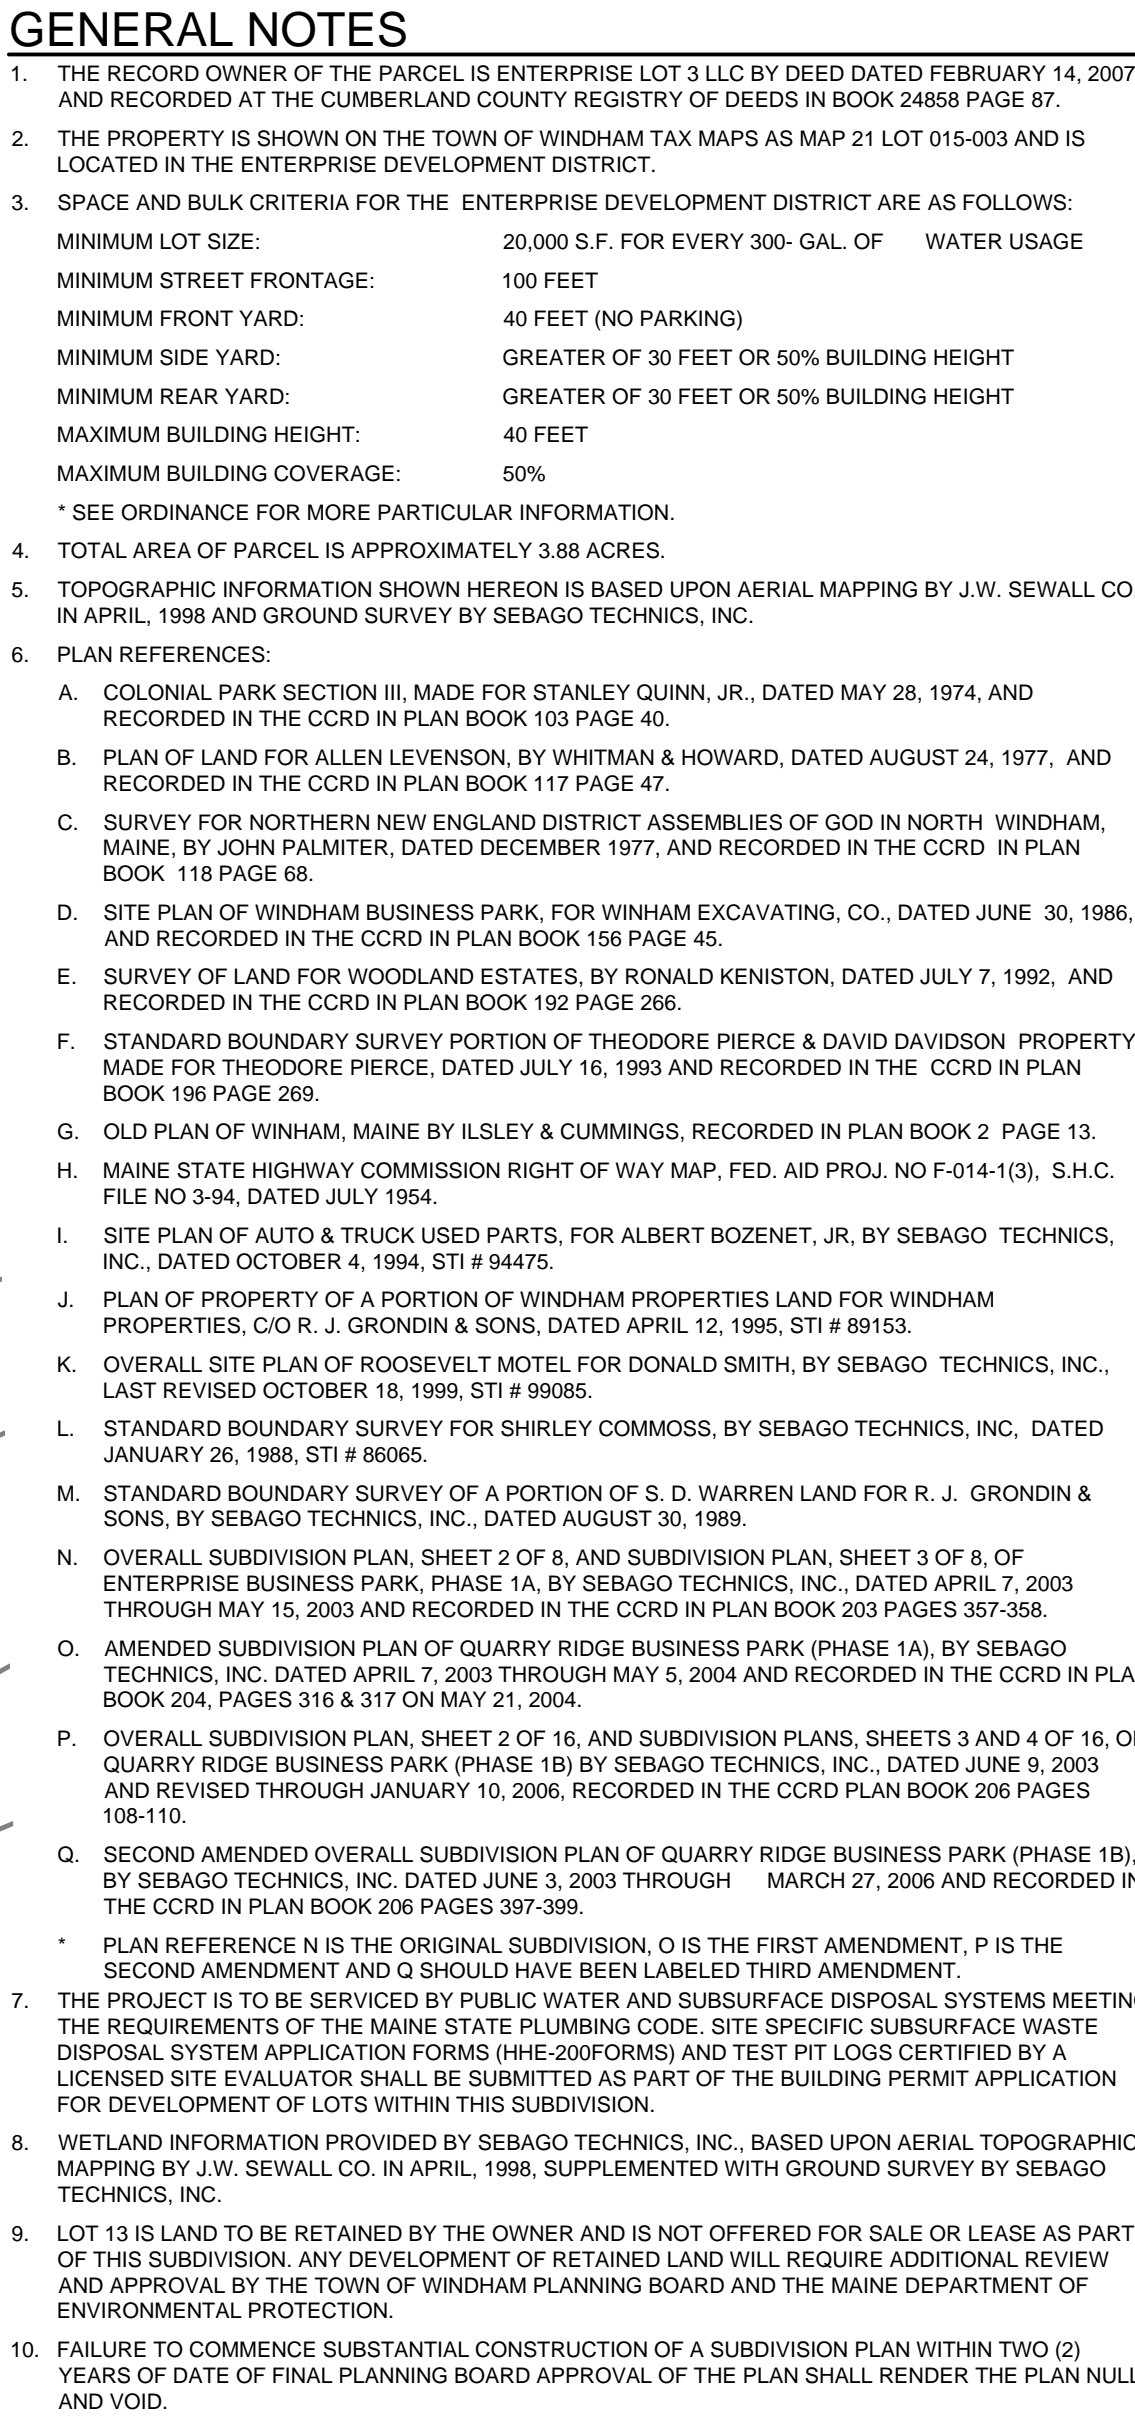 GENERAL NOTES
1. THE RECORD OWNER OF THE PARCEL IS ENTERPRISE LOT 3 LLC BY DEED DATED FEBRUARY 14, 2007
AND RECORDED AT THE CUMBERLAND COUNTY REGISTRY OF DEEDS IN BOOK 24858 PAGE 87.
2. THE PROPERTY IS SHOWN ON THE TOWN OF WINDHAM TAX MAPS AS MAP 21 LOT 015-003 AND IS
LOCATED IN THE ENTERPRISE DEVELOPMENT DISTRICT.
3. SPACE AND BULK CRITERIA FOR THE ENTERPRISE DEVELOPMENT DISTRICT ARE AS FOLLOWS:
MINIMUM LOT SIZE: 20,000 S.F. FOR EVERY 300- GAL. OF WATER USAGE
MINIMUM STREET FRONTAGE: 100 FEET
MINIMUM FRONT YARD: 40 FEET (NO PARKING)
MINIMUM SIDE YARD: GREATER OF 30 FEET OR 50% BUILDING HEIGHT
MINIMUM REAR YARD: GREATER OF 30 FEET OR 50% BUILDING HEIGHT
MAXIMUM BUILDING HEIGHT: 40 FEET
MAXIMUM BUILDING COVERAGE: 50%
* SEE ORDINANCE FOR MORE PARTICULAR INFORMATION.
4. TOTAL AREA OF PARCEL IS APPROXIMATELY 3.88 ACRES.
5. TOPOGRAPHIC INFORMATION SHOWN HEREON IS BASED UPON AERIAL MAPPING BY J.W. SEWALL CO.
IN APRIL, 1998 AND GROUND SURVEY BY SEBAGO TECHNICS, INC.
6. PLAN REFERENCES:
A. COLONIAL PARK SECTION III, MADE FOR STANLEY QUINN, JR., DATED MAY 28, 1974, AND
RECORDED IN THE CCRD IN PLAN BOOK 103 PAGE 40.
B. PLAN OF LAND FOR ALLEN LEVENSON, BY WHITMAN & HOWARD, DATED AUGUST 24, 1977, AND
RECORDED IN THE CCRD IN PLAN BOOK 117 PAGE 47.
C. SURVEY FOR NORTHERN NEW ENGLAND DISTRICT ASSEMBLIES OF GOD IN NORTH WINDHAM,
MAINE, BY JOHN PALMITER, DATED DECEMBER 1977, AND RECORDED IN THE CCRD IN PLAN
BOOK 118 PAGE 68.
D. SITE PLAN OF WINDHAM BUSINESS PARK, FOR WINHAM EXCAVATING, CO., DATED JUNE 30, 1986,
AND RECORDED IN THE CCRD IN PLAN BOOK 156 PAGE 45.
E. SURVEY OF LAND FOR WOODLAND ESTATES, BY RONALD KENISTON, DATED JULY 7, 1992, AND
RECORDED IN THE CCRD IN PLAN BOOK 192 PAGE 266.
F. STANDARD BOUNDARY SURVEY PORTION OF THEODORE PIERCE & DAVID DAVIDSON PROPERTY
MADE FOR THEODORE PIERCE, DATED JULY 16, 1993 AND RECORDED IN THE CCRD IN PLAN
BOOK 196 PAGE 269.
G. OLD PLAN OF WINHAM, MAINE BY ILSLEY & CUMMINGS, RECORDED IN PLAN BOOK 2 PAGE 13.
H. MAINE STATE HIGHWAY COMMISSION RIGHT OF WAY MAP, FED. AID PROJ. NO F-014-1(3), S.H.C.
FILE NO 3-94, DATED JULY 1954.
I. SITE PLAN OF AUTO & TRUCK USED PARTS, FOR ALBERT BOZENET, JR, BY SEBAGO TECHNICS,
INC., DATED OCTOBER 4, 1994, STI # 94475.
J. PLAN OF PROPERTY OF A PORTION OF WINDHAM PROPERTIES LAND FOR WINDHAM
PROPERTIES, C/O R. J. GRONDIN & SONS, DATED APRIL 12, 1995, STI # 89153.
K. OVERALL SITE PLAN OF ROOSEVELT MOTEL FOR DONALD SMITH, BY SEBAGO TECHNICS, INC.,
LAST REVISED OCTOBER 18, 1999, STI # 99085.
L. STANDARD BOUNDARY SURVEY FOR SHIRLEY COMMOSS, BY SEBAGO TECHNICS, INC, DATED
JANUARY 26, 1988, STI # 86065.
M. STANDARD BOUNDARY SURVEY OF A PORTION OF S. D. WARREN LAND FOR R. J. GRONDIN &
SONS, BY SEBAGO TECHNICS, INC., DATED AUGUST 30, 1989.
N. OVERALL SUBDIVISION PLAN, SHEET 2 OF 8, AND SUBDIVISION PLAN, SHEET 3 OF 8, OF
ENTERPRISE BUSINESS PARK, PHASE 1A, BY SEBAGO TECHNICS, INC., DATED APRIL 7, 2003
THROUGH MAY 15, 2003 AND RECORDED IN THE CCRD IN PLAN BOOK 203 PAGES 357-358.
O. AMENDED SUBDIVISION PLAN OF QUARRY RIDGE BUSINESS PARK (PHASE 1A), BY SEBAGO
TECHNICS, INC. DATED APRIL 7, 2003 THROUGH MAY 5, 2004 AND RECORDED IN THE CCRD IN PLA
BOOK 204, PAGES 316 & 317 ON MAY 21, 2004.
P. OVERALL SUBDIVISION PLAN, SHEET 2 OF 16, AND SUBDIVISION PLANS, SHEETS 3 AND 4 OF 16, OF
QUARRY RIDGE BUSINESS PARK (PHASE 1B) BY SEBAGO TECHNICS, INC., DATED JUNE 9, 2003
AND REVISED THROUGH JANUARY 10, 2006, RECORDED IN THE CCRD PLAN BOOK 206 PAGES
108-110.
Q. SECOND AMENDED OVERALL SUBDIVISION PLAN OF QUARRY RIDGE BUSINESS PARK (PHASE 1B),
BY SEBAGO TECHNICS, INC. DATED JUNE 3, 2003 THROUGH MARCH 27, 2006 AND RECORDED IN
THE CCRD IN PLAN BOOK 206 PAGES 397-399.
* PLAN REFERENCE N IS THE ORIGINAL SUBDIVISION, O IS THE FIRST AMENDMENT, P IS THE
SECOND AMENDMENT AND Q SHOULD HAVE BEEN LABELED THIRD AMENDMENT.
7. THE PROJECT IS TO BE SERVICED BY PUBLIC WATER AND SUBSURFACE DISPOSAL SYSTEMS MEETING
THE REQUIREMENTS OF THE MAINE STATE PLUMBING CODE. SITE SPECIFIC SUBSURFACE WASTE
DISPOSAL SYSTEM APPLICATION FORMS (HHE-200FORMS) AND TEST PIT LOGS CERTIFIED BY A
LICENSED SITE EVALUATOR SHALL BE SUBMITTED AS PART OF THE BUILDING PERMIT APPLICATION
FOR DEVELOPMENT OF LOTS WITHIN THIS SUBDIVISION.
8. WETLAND INFORMATION PROVIDED BY SEBAGO TECHNICS, INC., BASED UPON AERIAL TOPOGRAPHIC
MAPPING BY J.W. SEWALL CO. IN APRIL, 1998, SUPPLEMENTED WITH GROUND SURVEY BY SEBAGO
TECHNICS, INC.
9. LOT 13 IS LAND TO BE RETAINED BY THE OWNER AND IS NOT OFFERED FOR SALE OR LEASE AS PART
OF THIS SUBDIVISION. ANY DEVELOPMENT OF RETAINED LAND WILL REQUIRE ADDITIONAL REVIEW
AND APPROVAL BY THE TOWN OF WINDHAM PLANNING BOARD AND THE MAINE DEPARTMENT OF
ENVIRONMENTAL PROTECTION.
10. FAILURE TO COMMENCE SUBSTANTIAL CONSTRUCTION OF A SUBDIVISION PLAN WITHIN TWO (2)
YEARS OF DATE OF FINAL PLANNING BOARD APPROVAL OF THE PLAN SHALL RENDER THE PLAN NULL
AND VOID.